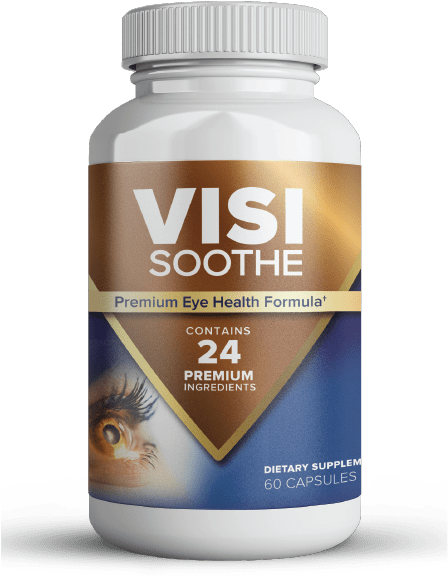 VISI
SOOTHE
Premium Eye Health Formula†
CONTAINS
24
PREMIUM
INGREDIENTS
DIETARY SUPPLEM
60 CAPSULES